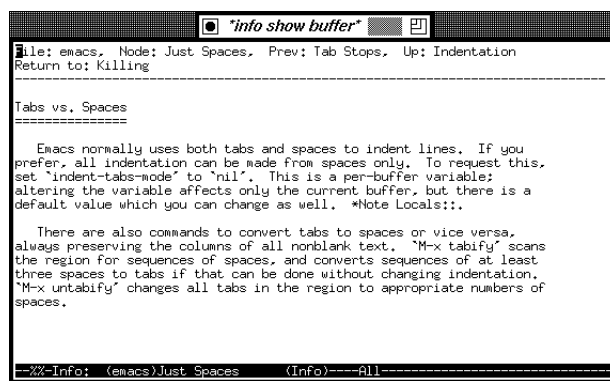 *info show buffer*
File: emacs,  Node: Just Spaces,  Prev: Tab Stops,  Up: Indentation
Return to: Killing
-------------------------------------------------------------------------------
Tabs vs. Spaces
===============
   Emacs normally uses both tabs and spaces to indent lines.  If you
prefer, all indentation can be made from spaces only.  To request this,
set `indent-tabs-mode' to `nil'.  This is a per-buffer variable;
altering the variable affects only the current buffer, but there is a
default value which you can change as well.  *Note Locals::.
   There are also commands to convert tabs to spaces or vice versa,
always preserving the columns of all nonblank text.  `M-x tabify' scans
the region for sequences of spaces, and converts sequences of at least
three spaces to tabs if that can be done without changing indentation.
`M-x untabify' changes all tabs in the region to appropriate numbers of
spaces.
--%%-Info:  (emacs)Just Spaces      (Info)----All------------------------------